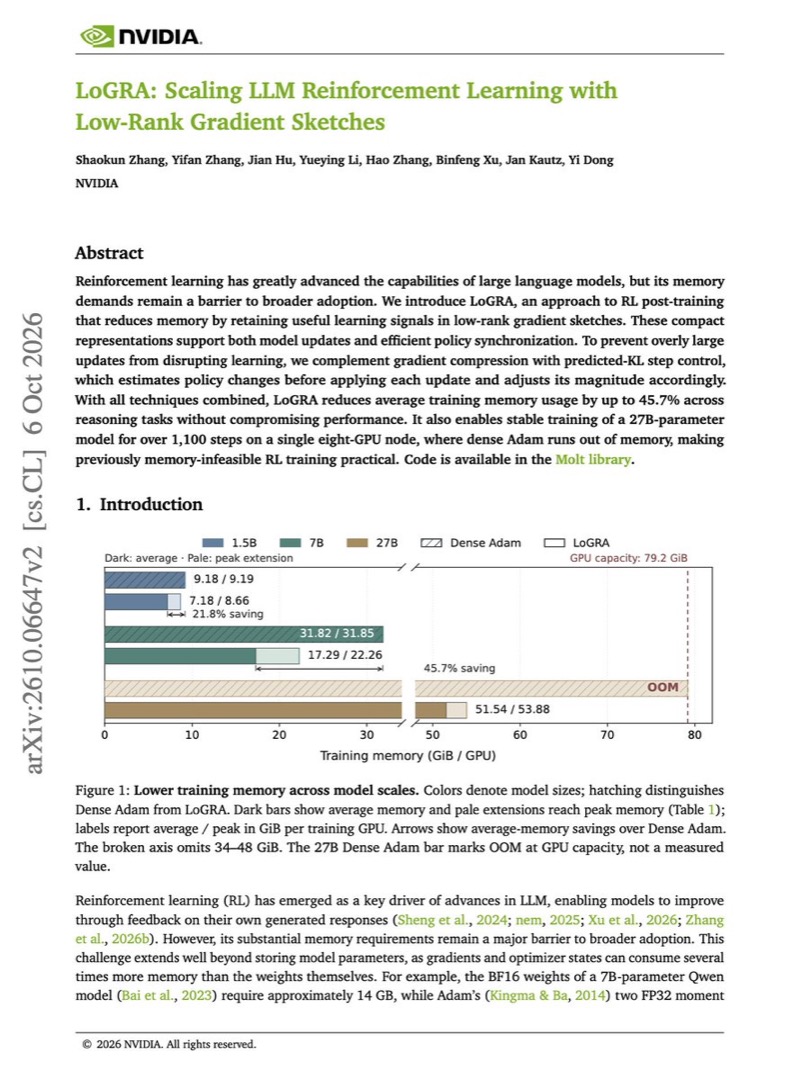 NVIDIA.
LoGRA: Scaling LLM Reinforcement Learning with
Low-Rank Gradient Sketches
Shaokun Zhang, Yifan Zhang, Jian Hu, Yueying Li, Hao Zhang, Binfeng Xu, Jan Kautz, Yi Dong
NVIDIA
arXiv:2610.06647v2 [cs.CL] 6 Oct 2026
Abstract
Reinforcement learning has greatly advanced the capabilities of large language models, but its memory
demands remain a barrier to broader adoption. We introduce LoGRA, an approach to RL post-training
that reduces memory by retaining useful learning signals in low-rank gradient sketches. These compact
representations support both model updates and efficient policy synchronization. To prevent overly large
updates from disrupting learning, we complement gradient compression with predicted-KL step control,
which estimates policy changes before applying each update and adjusts its magnitude accordingly.
With all techniques combined, LoGRA reduces average training memory usage by up to 45.7% across
reasoning tasks without compromising performance. It also enables stable training of a 27B-parameter
model for over 1,100 steps on a single eight-GPU node, where dense Adam runs out of memory, making
previously memory-infeasible RL training practical. Code is available in the Molt library.
1. Introduction
1.5B 7B 27B Dense Adam LoGRA
Dark: average · Pale: peak extension GPU capacity: 79.2 GiB
9.18 / 9.19
7.18 / 8.66
21.8% saving
31.82 / 31.85
17.29 / 22.26
45.7% saving
OOM
51.54 / 53.88
0 10 20 30 50 60 70 80
Training memory (GiB / GPU)
Figure 1: Lower training memory across model scales. Colors denote model sizes; hatching distinguishes
Dense Adam from LoGRA. Dark bars show average memory and pale extensions reach peak memory (Table 1);
labels report average / peak in GiB per training GPU. Arrows show average-memory savings over Dense Adam.
The broken axis omits 34–48 GiB. The 27B Dense Adam bar marks OOM at GPU capacity, not a measured
value.
Reinforcement learning (RL) has emerged as a key driver of advances in LLM, enabling models to improve
through feedback on their own generated responses (Sheng et al., 2024; nem, 2025; Xu et al., 2026; Zhang
et al., 2026b). However, its substantial memory requirements remain a major barrier to broader adoption. This
challenge extends well beyond storing model parameters, as gradients and optimizer states can consume several
times more memory than the weights themselves. For example, the BF16 weights of a 7B-parameter Qwen
model (Bai et al., 2023) require approximately 14 GB, while Adam's (Kingma & Ba, 2014) two FP32 moment
© 2026 NVIDIA. All rights reserved.